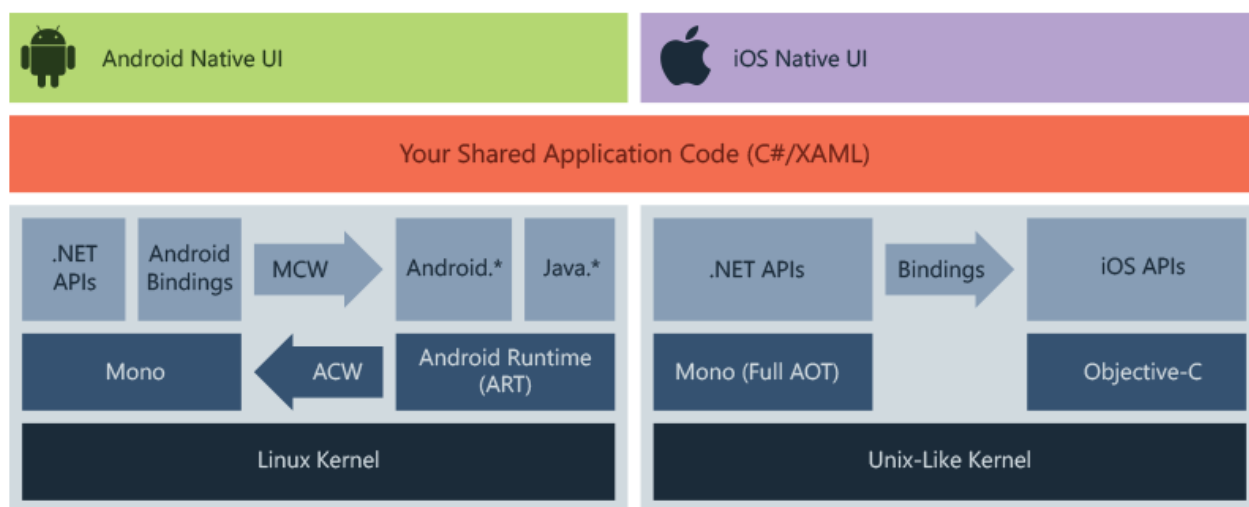 Android Native UI
iOS Native UI
Your Shared Application Code (C#/XAML)
.NET
APIs
Android
Bindings
MCW
Android.*
Java.*
Mono
ACW
Android Runtime
(ART)
Linux Kernel
.NET APIs
Bindings
iOS APIs
Mono (Full AOT)
Objective-C
Unix-Like Kernel